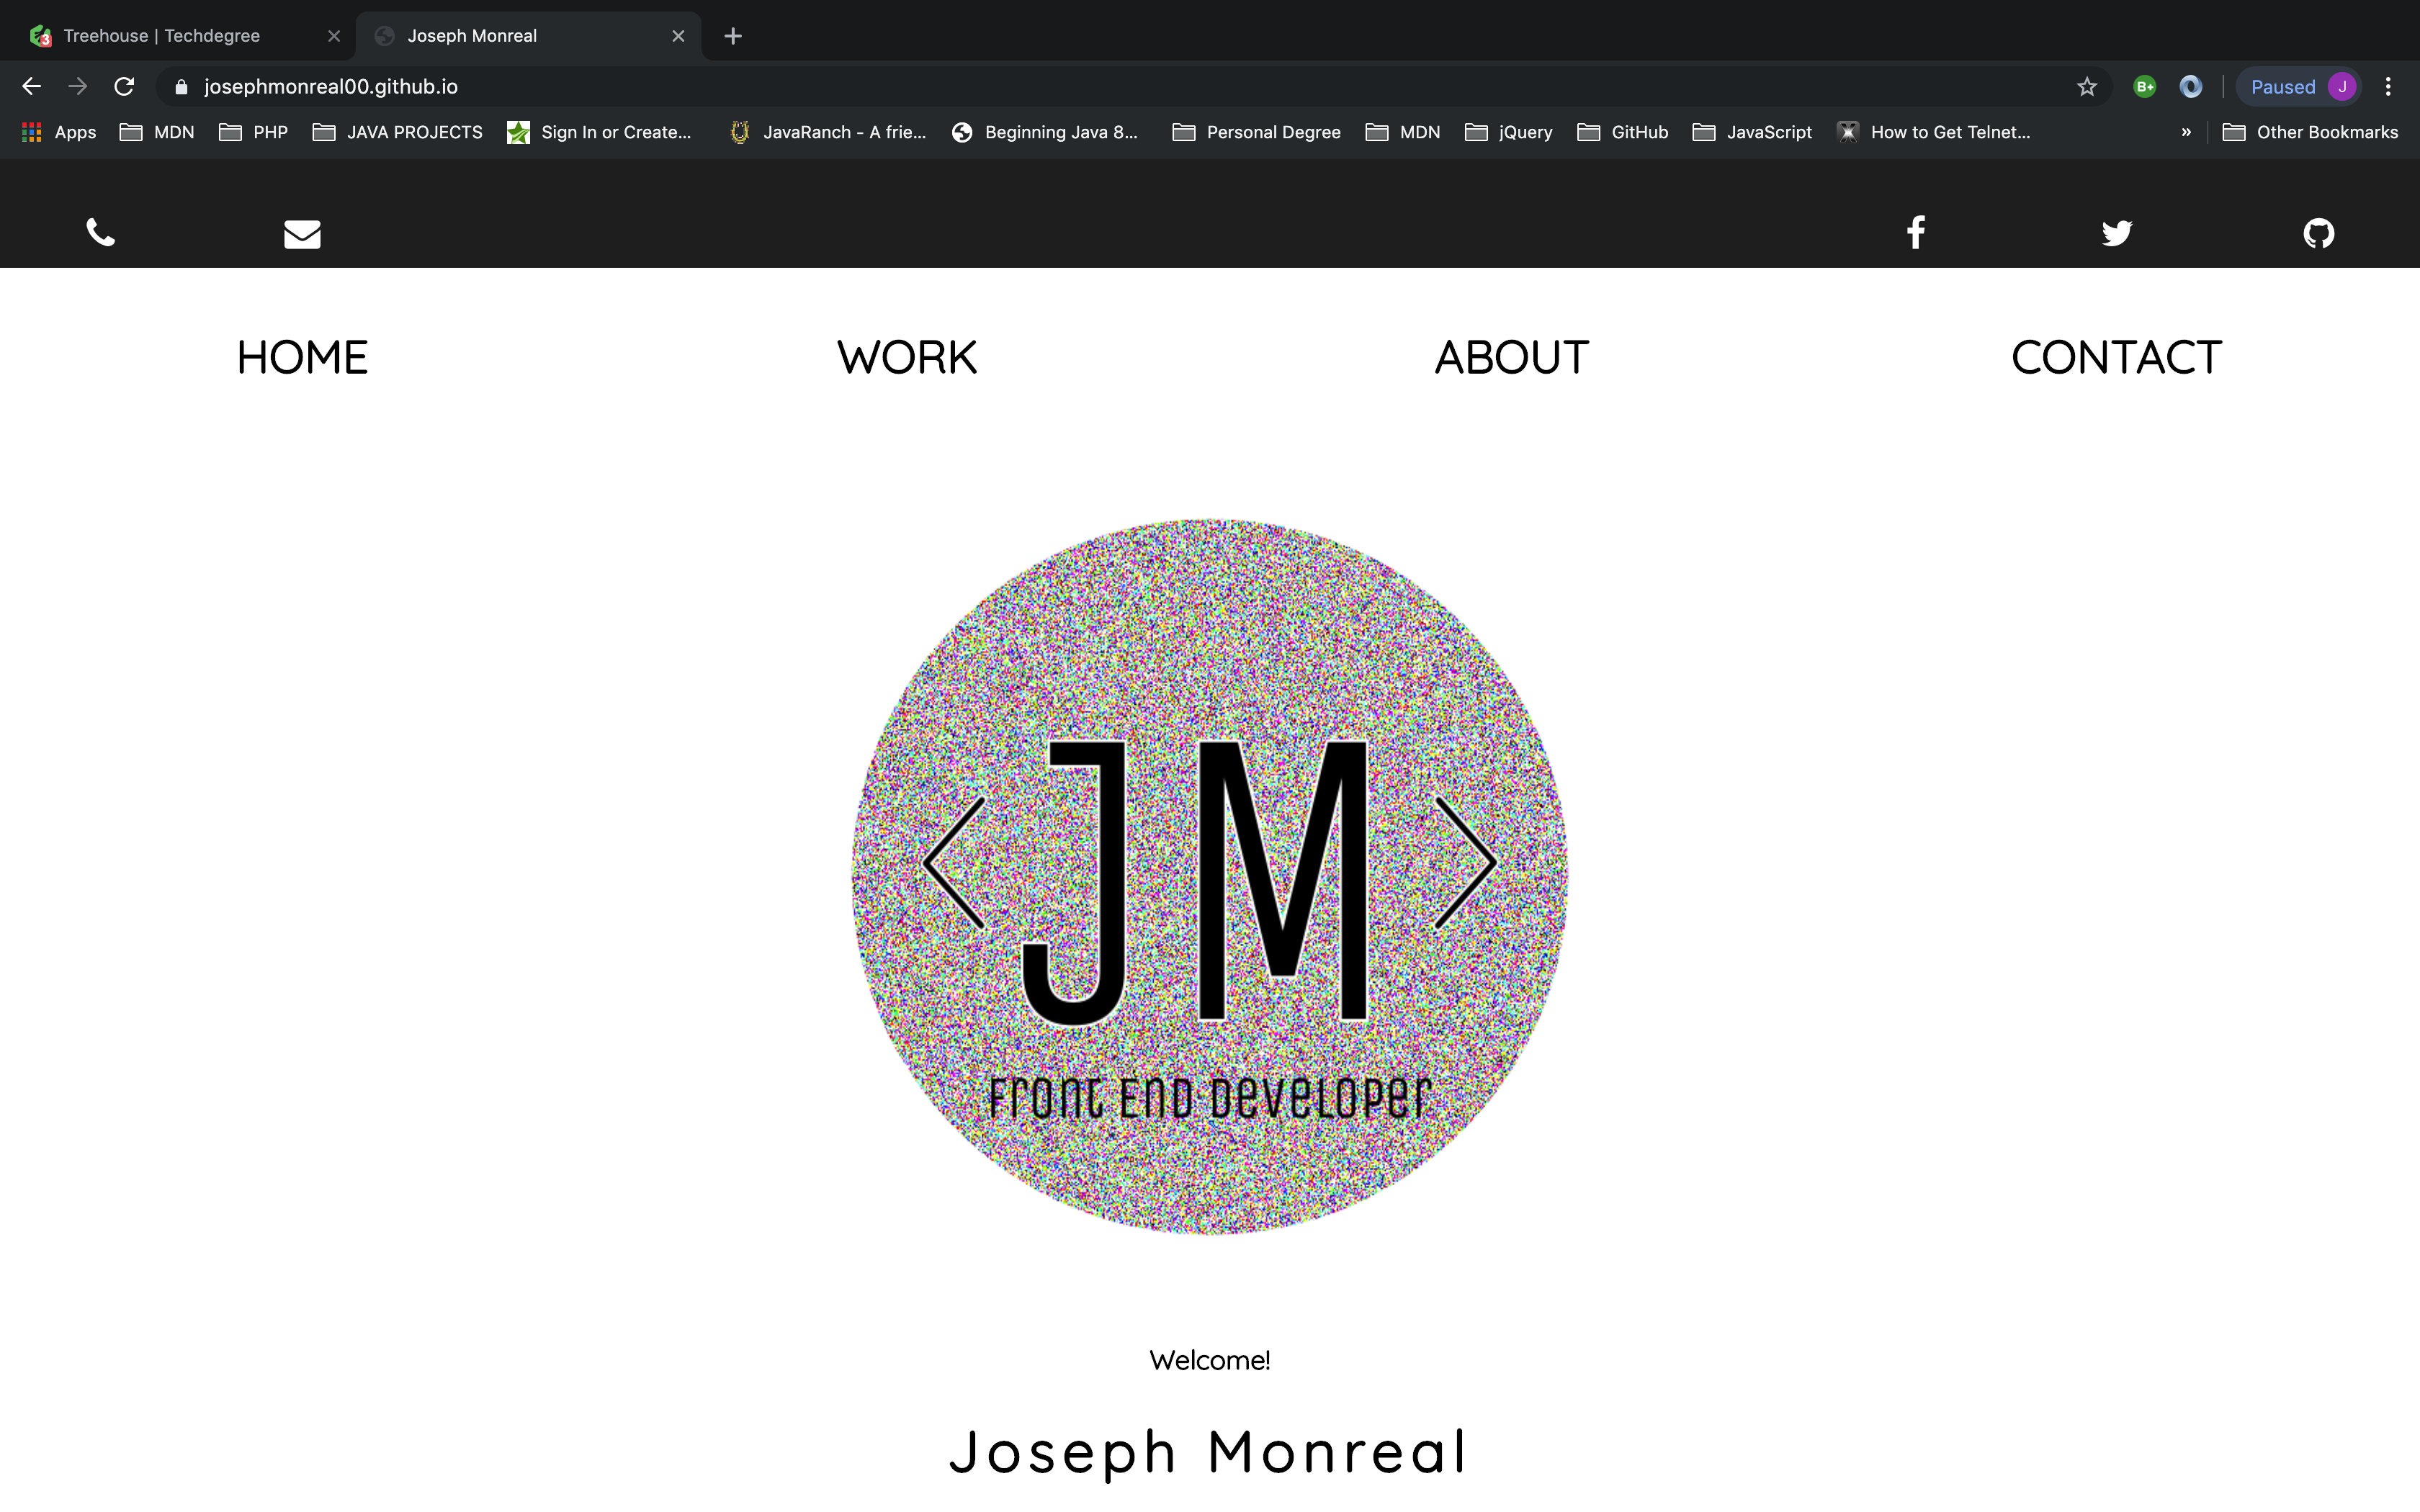 Treehouse | Techdegree
Joseph Monreal
josephmonreal00.github.io
B+
Paused
J
Apps
MDN
PHP
JAVA PROJECTS
Sign In or Create...
JavaRanch - A frie...
Beginning Java 8...
Personal Degree
MDN
jQuery
GitHub
JavaScript
How to Get Telnet...
»
Other Bookmarks
HOME
WORK
ABOUT
CONTACT
< J M >
Front End Developer
Welcome!
Joseph Monreal